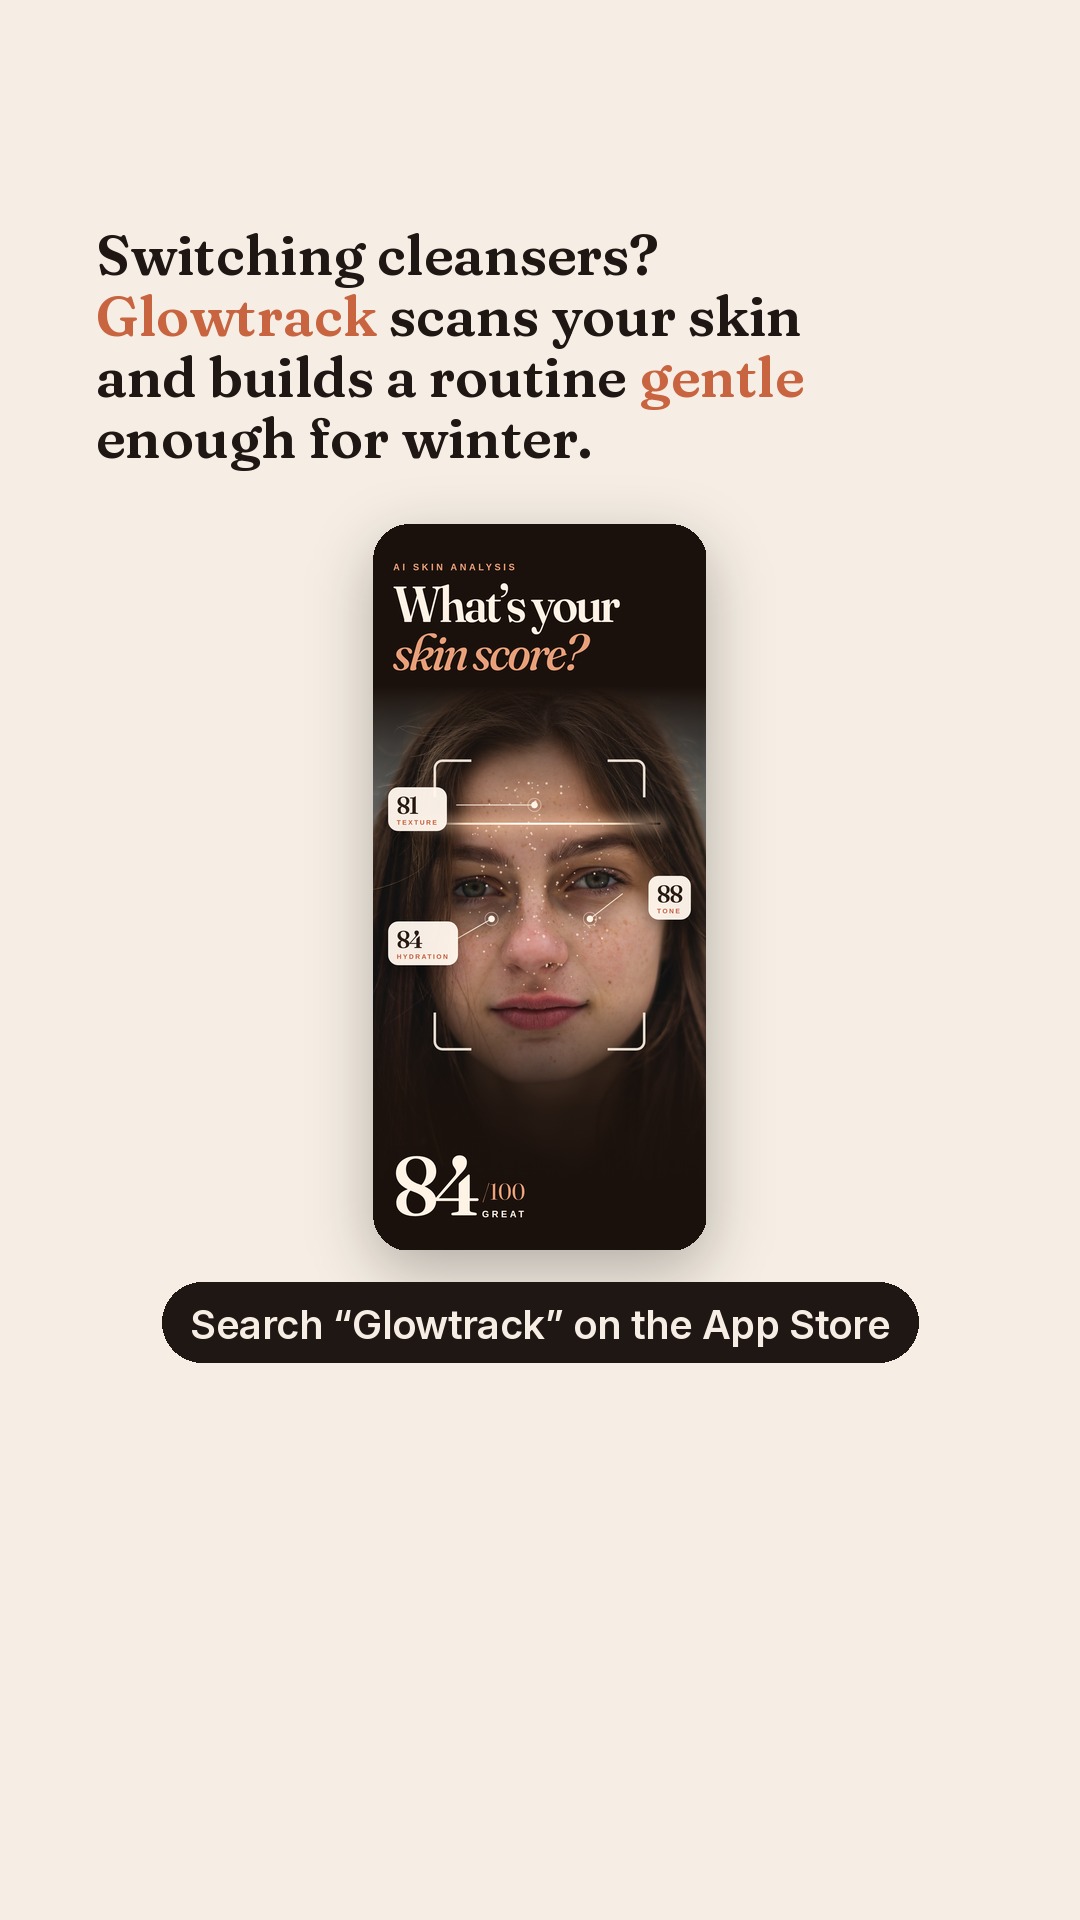 Switching cleansers?
Glowtrack scans your skin
and builds a routine gentle
enough for winter.
AI SKIN ANALYSIS
What’s your
skin score?
81
TEXTURE
88
TONE
84
HYDRATION
84 /100
GREAT
Search “Glowtrack” on the App Store